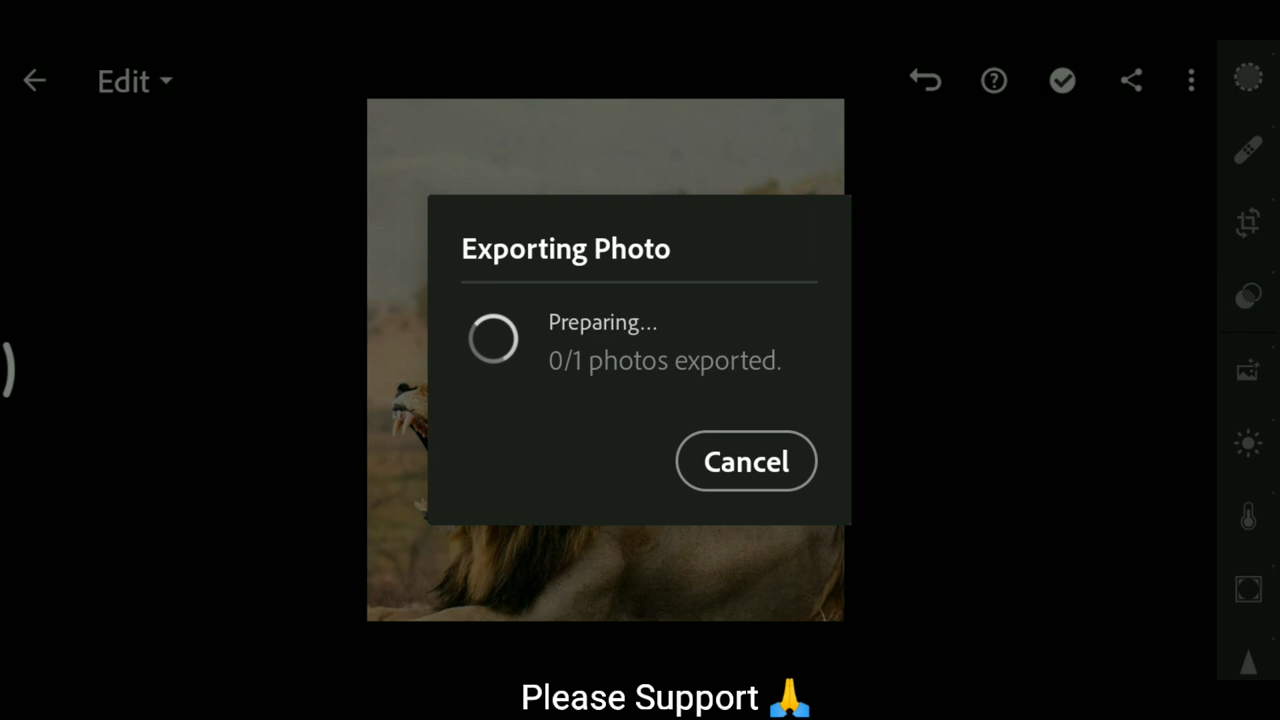 Edit
Exporting Photo
Preparing...
0/1 photos exported.
Cancel
Please Support 🙏